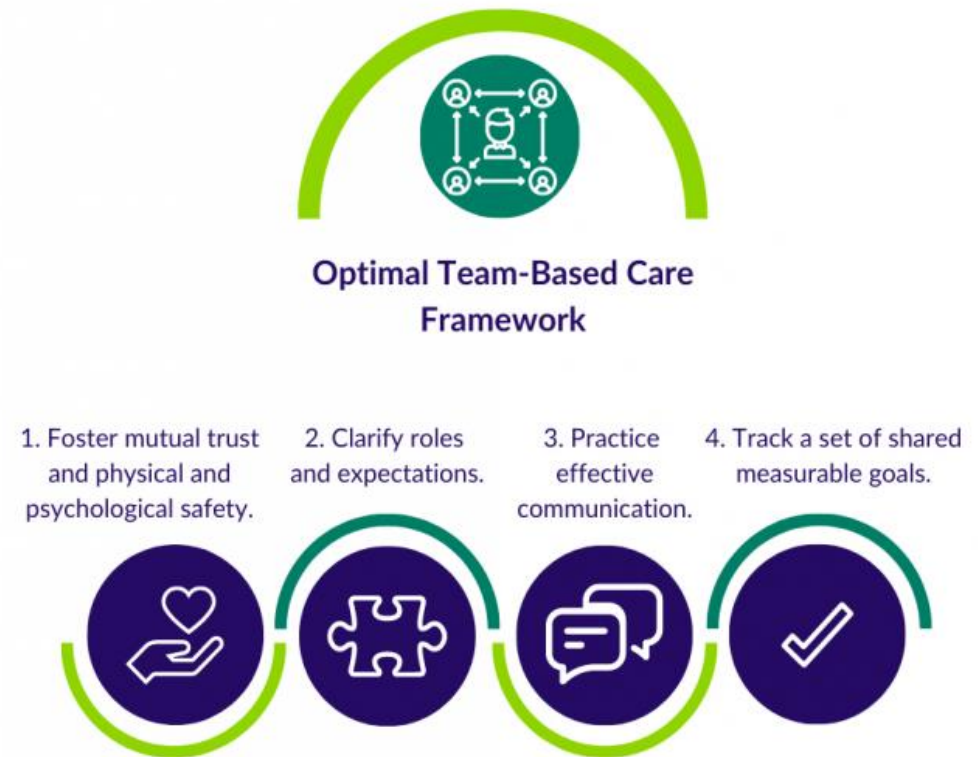 Optimal Team-Based Care
Framework
1. Foster mutual trust
and physical and
psychological safety.
2. Clarify roles
and expectations.
3. Practice
effective
communication.
4. Track a set of shared
measurable goals.